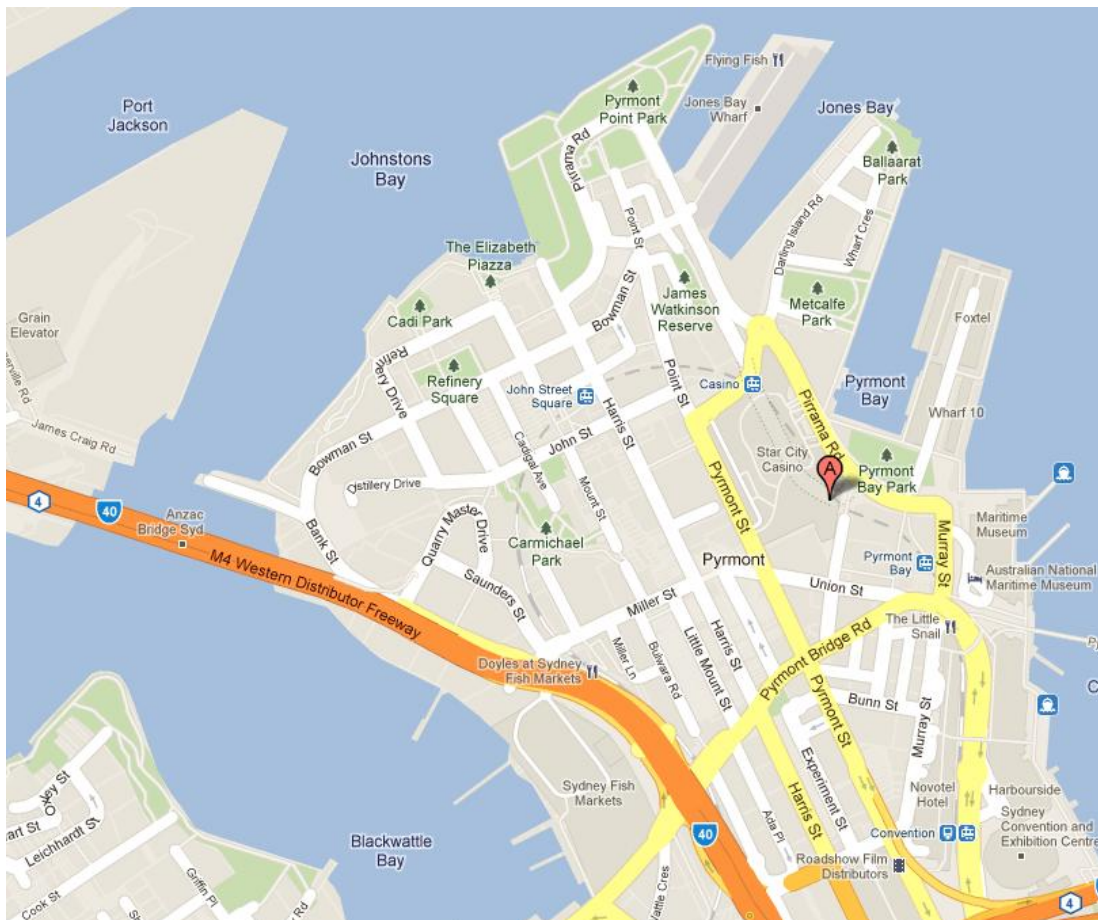 Flying Fish
Pyrmont
Point Park
Jones Bay
Wharf
Jones Bay
Port
Jackson
Johnstons
Bay
Pirrama Rd
Ballaarat
Park
Darling Island Rd
Wharf Cres
Point St
The Elizabeth
Piazza
James
Watkinson
Reserve
Metcalfe
Park
Bowman St
Cadi Park
Foxtel
Grain
Elevator
Refinery Drive
Refinery
Square
John Street
Square
Casino
Point St
Pyrmont
Bay
Wharf 10
James Craig Rd
Harris St
Pirrama Rd
Bowman St
John St
Cadigal Ave
Star City
Casino
A
Pyrmont
Bay Park
Distillery Drive
Mount St
Pyrmont St
4
40
Anzac
Bridge Syd
Bank St
Quarry Master Drive
Carmichael
Park
Murray St
Maritime
Museum
M4 Western Distributor Freeway
Saunders St
Pyrmont
Pyrmont
Bay
Australian National
Maritime Museum
Union St
Miller St
Harris St
The Little
Snail
Pyrmont Bridge Rd
Doyles at Sydney
Fish Markets
Miller Ln
Bulwara Rd
Little Mount St
Pyrmont St
Bunn St
Murray St
Experiment St
Sydney Fish
Markets
Harris St
Novotel
Hotel
Harbourside
Sydney
Convention and
Exhibition Centre
Leichhardt St
Blackwattle
Bay
40
Ada Pl
Convention
Roadshow Film
Distributors
Griffin Pl
Cook St
Wattle Cres
4